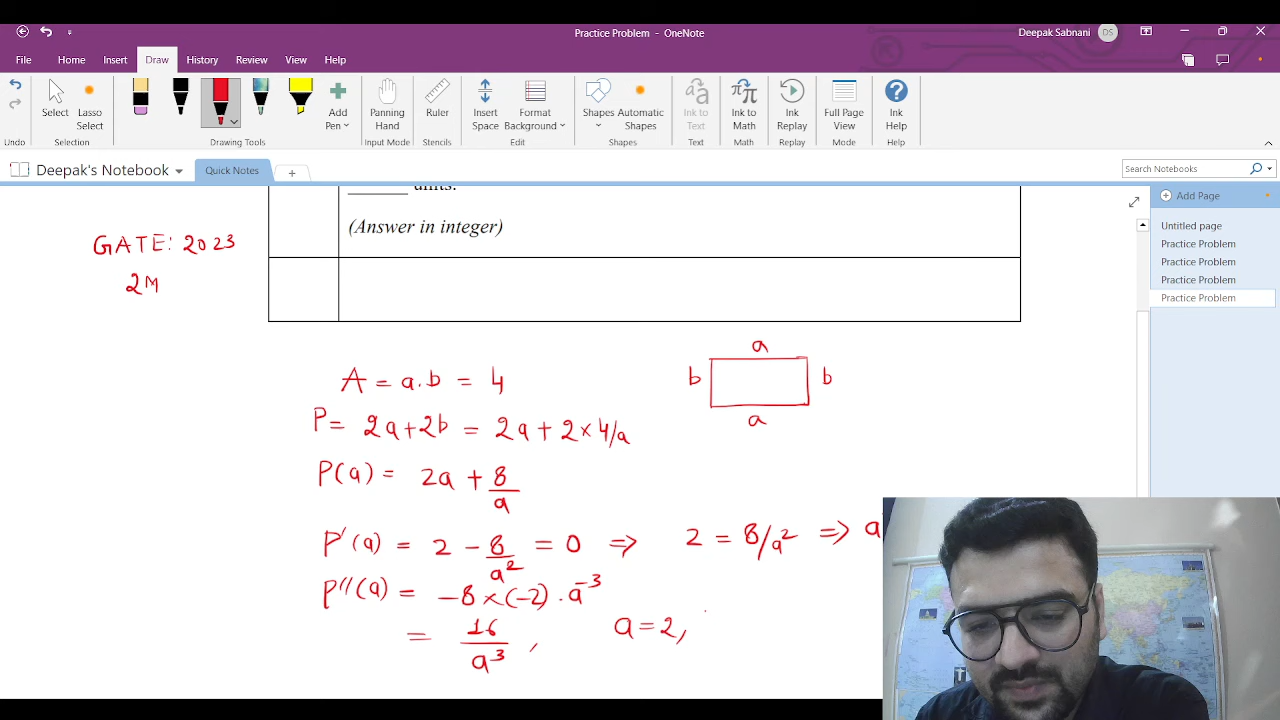 Practice Problem - OneNote
Deepak Sabnani DS
File Home Insert Draw History Review View Help
Select
Lasso Select
Add Pen
Panning Hand
Ruler
Insert Space
Format Background
Shapes
Automatic Shapes
Ink to Text
Ink to Math
Ink Replay
Full Page View
Ink Help
Undo Selection Drawing Tools Input Mode Stencils Edit Shapes Text Math Replay Mode Help
Deepak's Notebook Quick Notes
Search Notebooks
Add Page
Untitled page
Practice Problem
Practice Problem
Practice Problem
Practice Problem
______ units.
(Answer in integer)
GATE: 2023
2M
a
b b
a
A = a.b = 4
P = 2a+2b = 2a + 2×4/a
P(a) = 2a + 8/a
P'(a) = 2 - 8/a² = 0 ⇒ 2 = 8/a² ⇒ a
P''(a) = -8×(-2).a⁻³
= 16/a³, a=2,